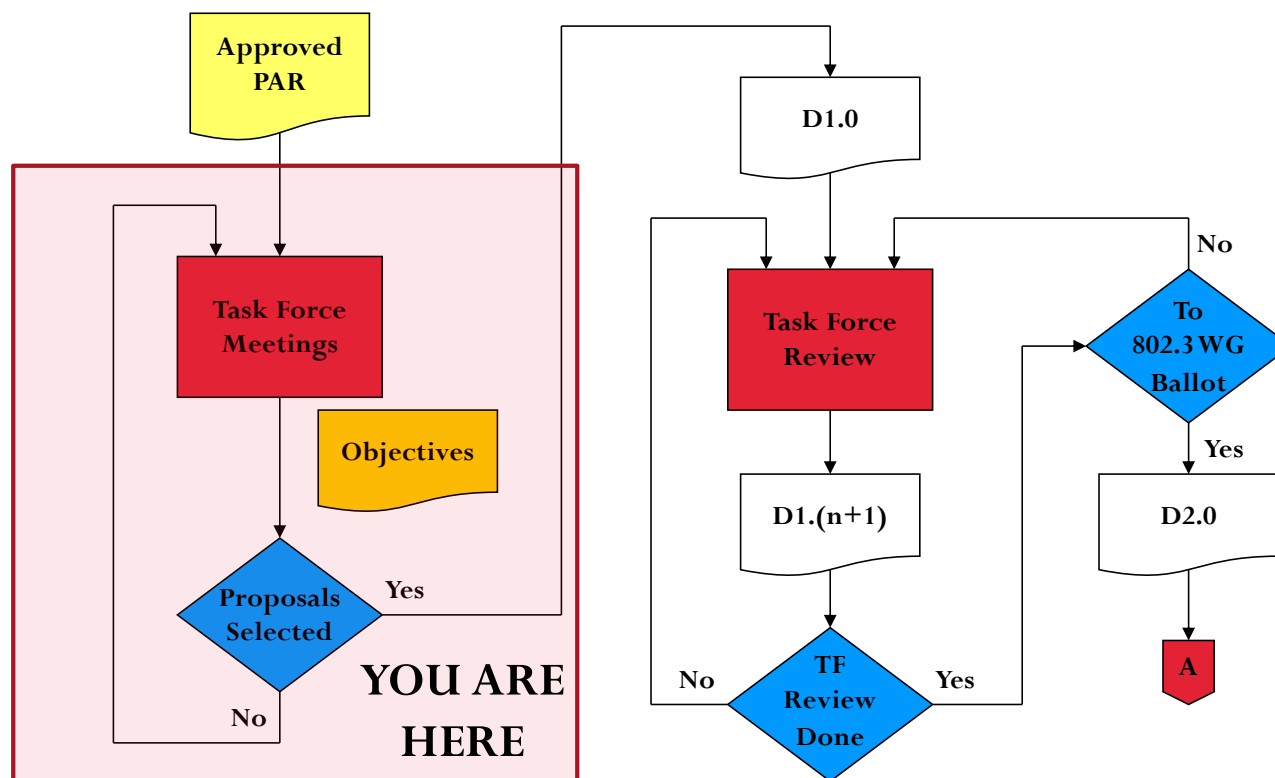 Approved
PAR
Task Force
Meetings
Objectives
Proposals
Selected
Yes
No
YOU ARE
HERE
D1.0
Task Force
Review
D1.(n+1)
TF
Review
Done
No
Yes
No
To
802.3 WG
Ballot
Yes
D2.0
A